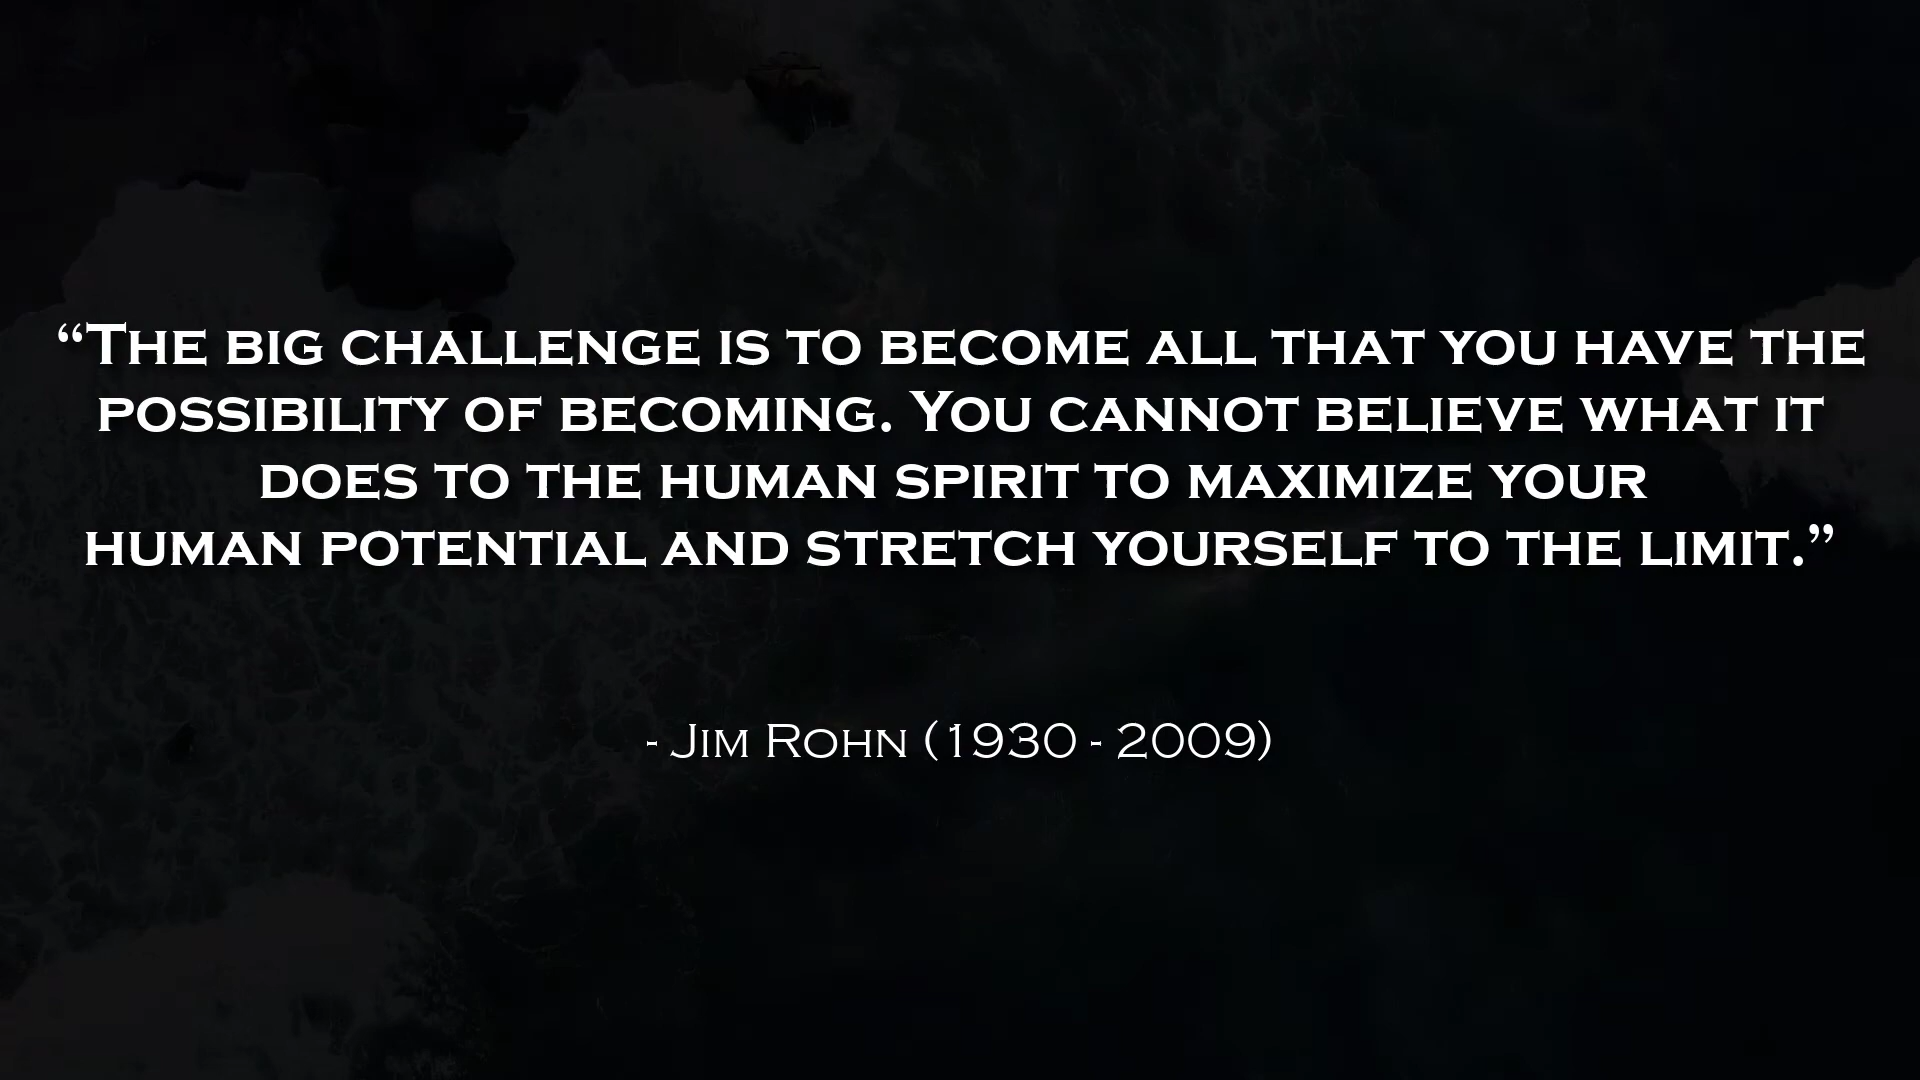 “The big challenge is to become all that you have the
possibility of becoming. You cannot believe what it
does to the human spirit to maximize your
human potential and stretch yourself to the limit.”
- Jim Rohn (1930 - 2009)